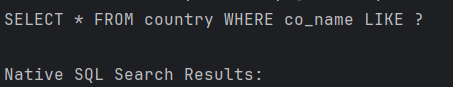 SELECT * FROM country WHERE co_name LIKE ?
Native SQL Search Results: